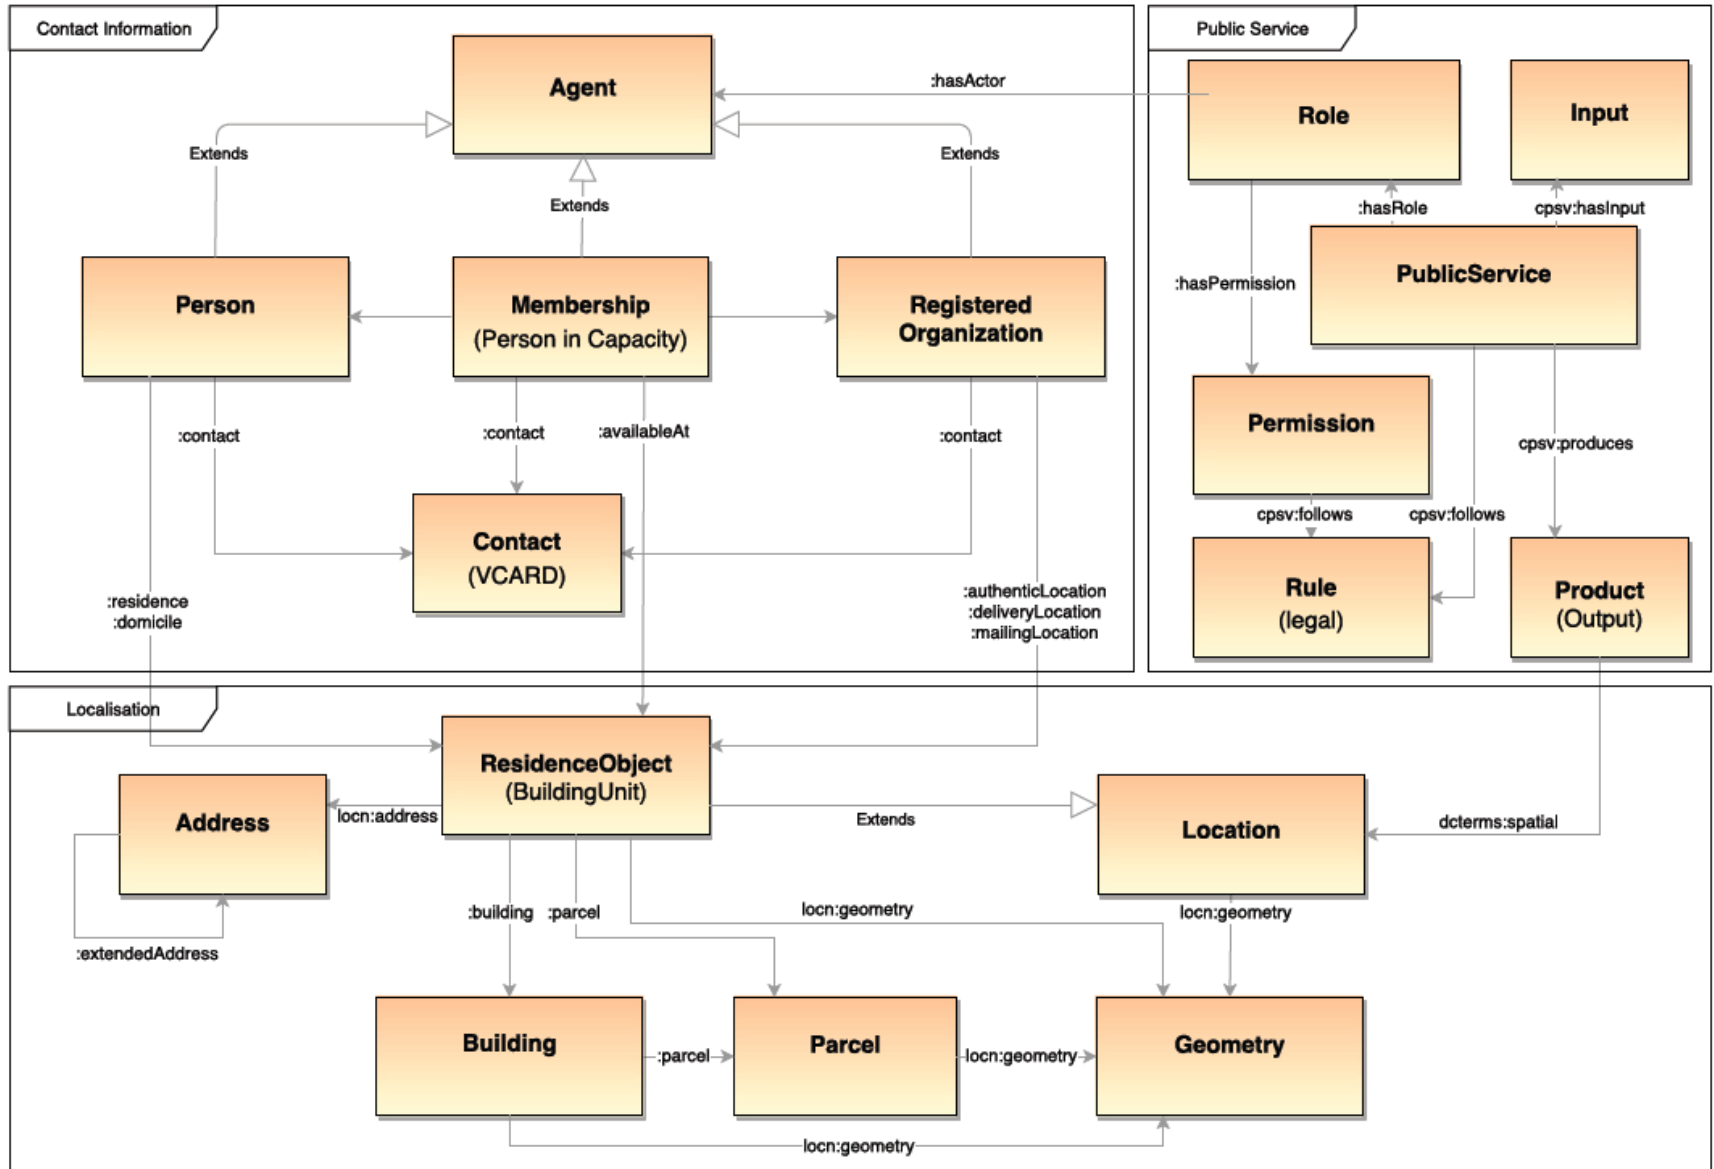 Contact Information
Public Service
Agent
:hasActor
Role
Input
Extends
Extends
Extends
:hasRole
cpsv:hasInput
Person
Membership
(Person in Capacity)
Registered
Organization
:hasPermission
PublicService
:contact
:contact
:availableAt
:contact
Permission
cpsv:produces
cpsv:follows
cpsv:follows
Contact
(VCARD)
:residence
:domicile
:authenticLocation
:deliveryLocation
:mailingLocation
Rule
(legal)
Product
(Output)
Localisation
ResidenceObject
(BuildingUnit)
Address
locn:address
Extends
Location
dcterms:spatial
:extendedAddress
:building
:parcel
locn:geometry
locn:geometry
Building
:parcel
Parcel
locn:geometry
Geometry
locn:geometry